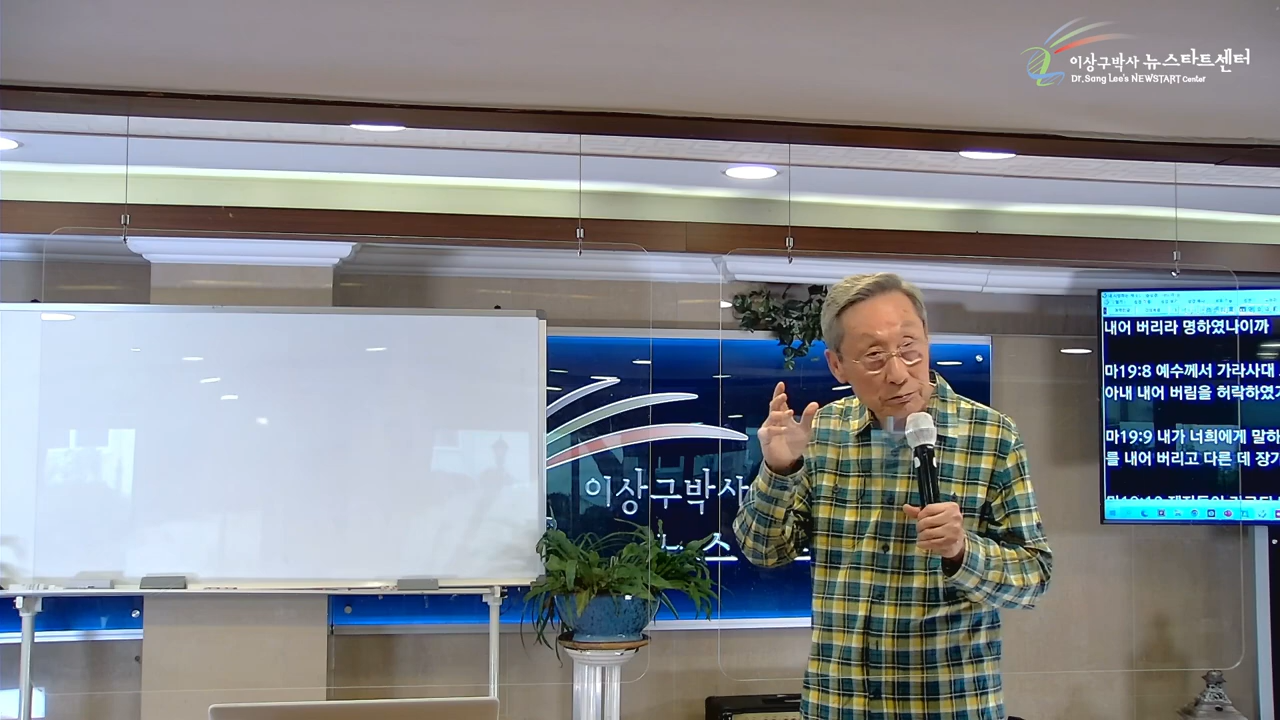 이상구박사 뉴스타트센터
Dr. Sang Lee's NEWSTART Center
내어 버리라 명하였나이까
마19:8 예수께서 가라사대
아내 내어 버림을 허락하였
마19:9 내가 너희에게 말하
를 내어 버리고 다른 데 장가
이상구박사
스